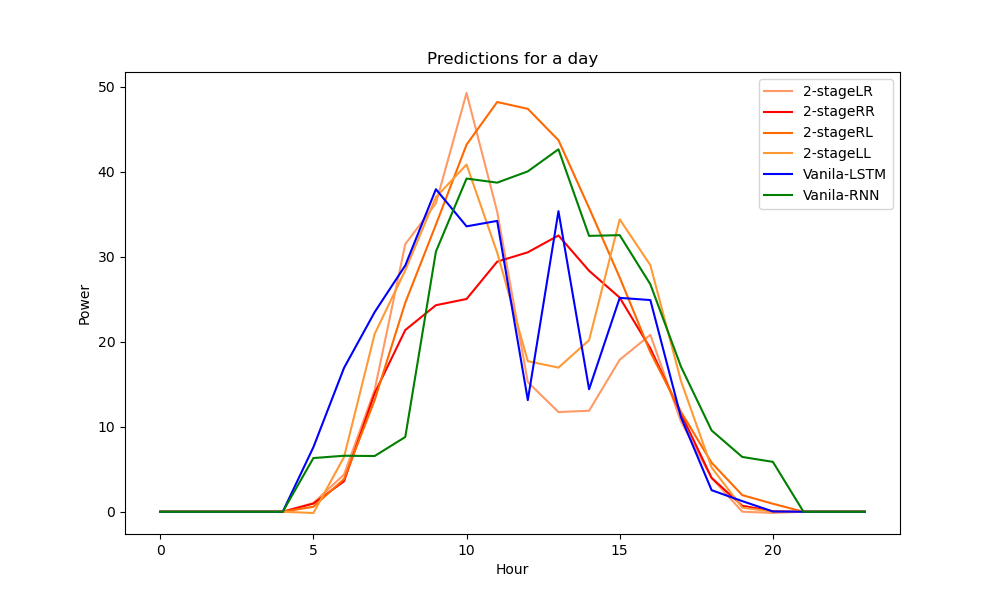 Predictions for a day
50
40
30
20
10
0
Power
0 5 10 15 20
Hour
2-stageLR
2-stageRR
2-stageRL
2-stageLL
Vanila-LSTM
Vanila-RNN